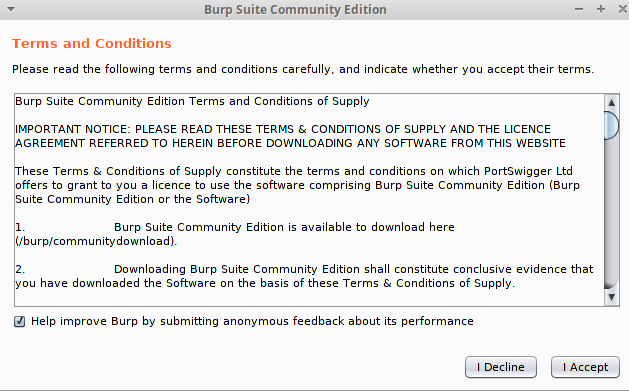 Burp Suite Community Edition
Terms and Conditions
Please read the following terms and conditions carefully, and indicate whether you accept their terms.
Burp Suite Community Edition Terms and Conditions of Supply
IMPORTANT NOTICE: PLEASE READ THESE TERMS & CONDITIONS OF SUPPLY AND THE LICENCE
AGREEMENT REFERRED TO HEREIN BEFORE DOWNLOADING ANY SOFTWARE FROM THIS WEBSITE
These Terms & Conditions of Supply constitute the terms and conditions on which PortSwigger Ltd
offers to grant to you a licence to use the software comprising Burp Suite Community Edition (Burp
Suite Community Edition or the Software)
1. Burp Suite Community Edition is available to download here
(/burp/communitydownload).
2. Downloading Burp Suite Community Edition shall constitute conclusive evidence that
you have downloaded the Software on the basis of these Terms & Conditions of Supply.
Help improve Burp by submitting anonymous feedback about its performance
I Decline I Accept